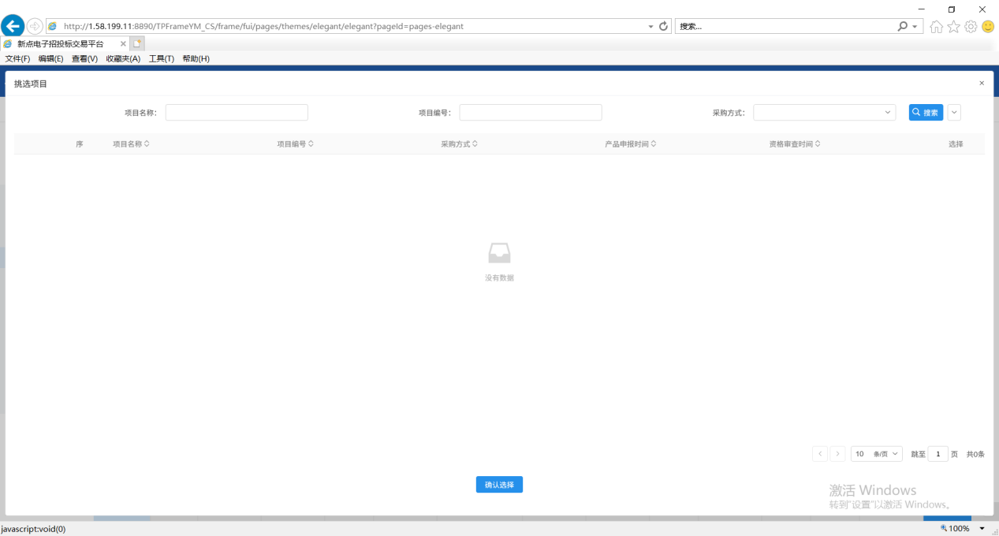 http://1.58.199.11:8890/TPFrameYM_CS/frame/fui/pages/themes/elegant/elegant?pageId=pages-elegant 搜索...
新点电子招投标交易平台
文件(F) 编辑(E) 查看(V) 收藏夹(A) 工具(T) 帮助(H)
挑选项目
项目名称: 项目编号: 采购方式: 搜索
序 项目名称 项目编号 采购方式 产品申报时间 资格审查时间 选择
没有数据
10 条/页 跳至 1 页 共0条
确认选择
激活 Windows
转到"设置"以激活 Windows。
javascript:void(0) 100%